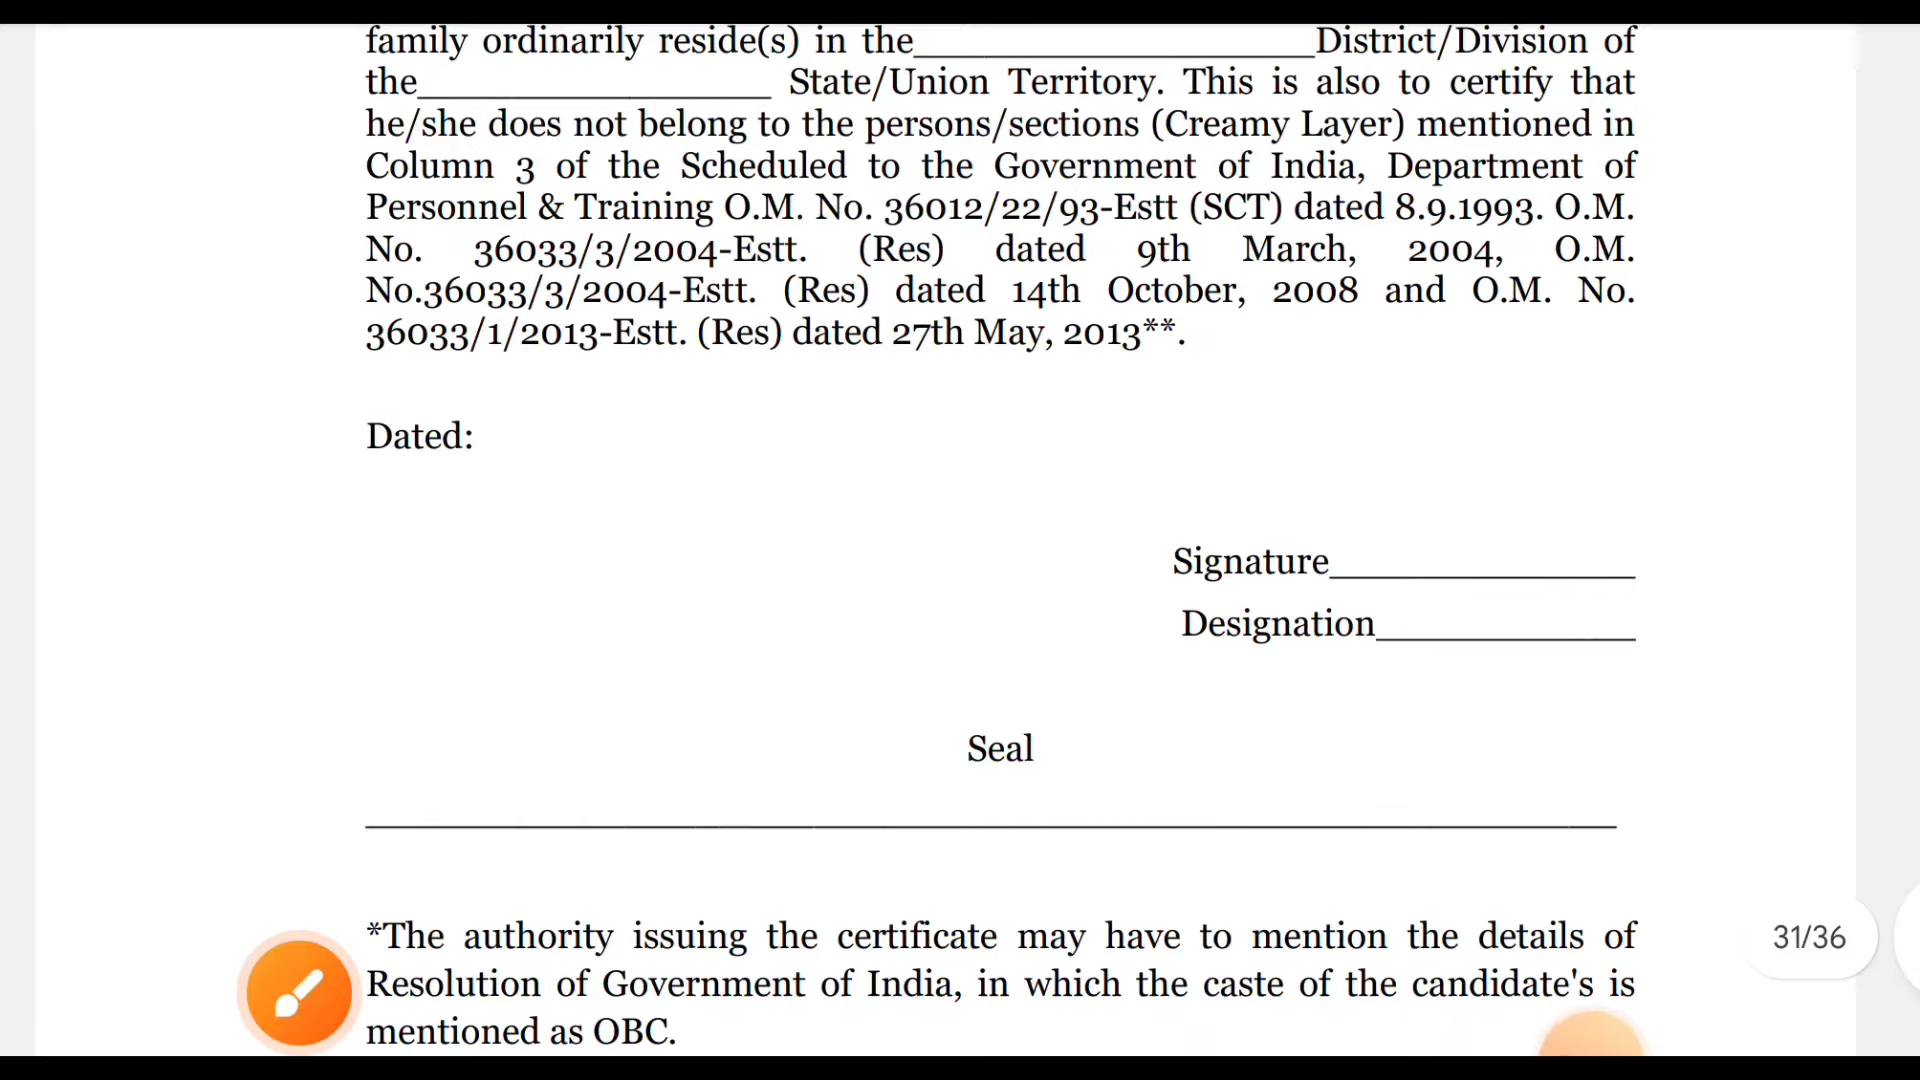 family ordinarily reside(s) in the____________________District/Division of
the__________________ State/Union Territory. This is also to certify that
he/she does not belong to the persons/sections (Creamy Layer) mentioned in
Column 3 of the Scheduled to the Government of India, Department of
Personnel & Training O.M. No. 36012/22/93-Estt (SCT) dated 8.9.1993. O.M.
No. 36033/3/2004-Estt. (Res) dated 9th March, 2004, O.M.
No.36033/3/2004-Estt. (Res) dated 14th October, 2008 and O.M. No.
36033/1/2013-Estt. (Res) dated 27th May, 2013**.
Dated:
Signature________________
Designation_____________
Seal
*The authority issuing the certificate may have to mention the details of
Resolution of Government of India, in which the caste of the candidate's is
mentioned as OBC.
31/36